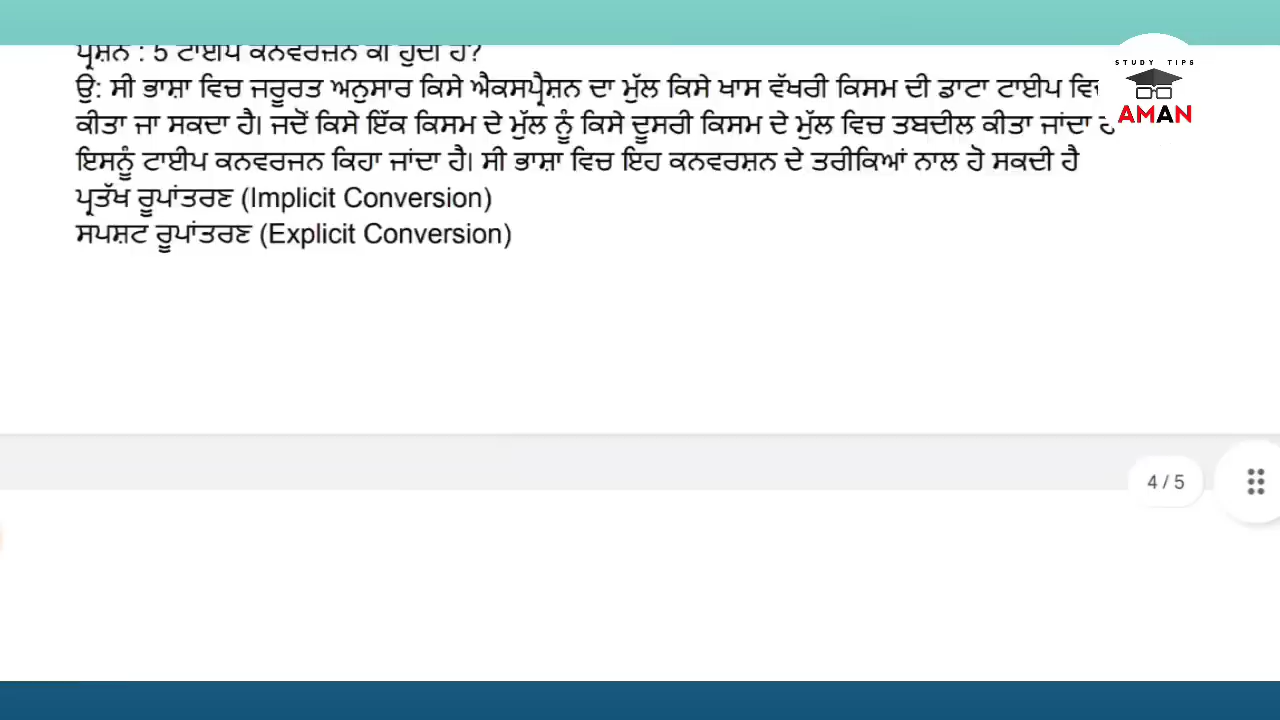 ਪ੍ਰਸ਼ਨ : 5 ਟਾਈਪ ਕਨਵਰਜ਼ਨ ਕੀ ਹੁੰਦੀ ਹੈ?
ਉ: ਸੀ ਭਾਸ਼ਾ ਵਿਚ ਜਰੂਰਤ ਅਨੁਸਾਰ ਕਿਸੇ ਐਕਸਪ੍ਰੈਸ਼ਨ ਦਾ ਮੁੱਲ ਕਿਸੇ ਖਾਸ ਵੱਖਰੀ ਕਿਸਮ ਦੀ ਡਾਟਾ ਟਾਈਪ
ਕੀਤਾ ਜਾ ਸਕਦਾ ਹੈ। ਜਦੋਂ ਕਿਸੇ ਇੱਕ ਕਿਸਮ ਦੇ ਮੁੱਲ ਨੂੰ ਕਿਸੇ ਦੂਸਰੀ ਕਿਸਮ ਦੇ ਮੁੱਲ ਵਿਚ ਤਬਦੀਲ ਕੀਤਾ ਜਾਂਦਾ
ਇਸਨੂੰ ਟਾਈਪ ਕਨਵਰਜਨ ਕਿਹਾ ਜਾਂਦਾ ਹੈ। ਸੀ ਭਾਸ਼ਾ ਵਿਚ ਇਹ ਕਨਵਰਸ਼ਨ ਦੇ ਤਰੀਕਿਆਂ ਨਾਲ ਹੋ ਸਕਦੀ ਹੈ
ਪ੍ਰਤੱਖ ਰੂਪਾਂਤਰਣ (Implicit Conversion)
ਸਪਸ਼ਟ ਰੂਪਾਂਤਰਣ (Explicit Conversion)
STUDY TIPS
AMAN
4 / 5